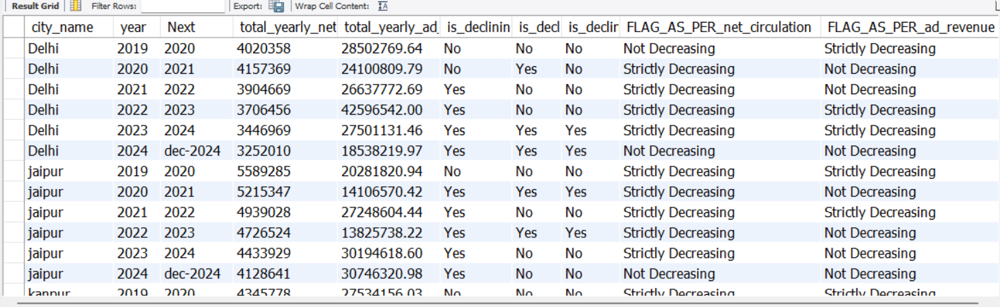 Result Grid Filter Rows: Export: Wrap Cell Content:
city_name year Next total_yearly_net total_yearly_ad_ is_declinin is_decl is_declir FLAG_AS_PER_net_circulation FLAG_AS_PER_ad_revenue
Delhi 2019 2020 4020358 28502769.64 No No No Not Decreasing Strictly Decreasing
Delhi 2020 2021 4157369 24100809.79 No Yes No Strictly Decreasing Not Decreasing
Delhi 2021 2022 3904669 26637772.69 Yes No No Strictly Decreasing Not Decreasing
Delhi 2022 2023 3706456 42596542.00 Yes No No Strictly Decreasing Strictly Decreasing
Delhi 2023 2024 3446969 27501131.46 Yes Yes Yes Strictly Decreasing Strictly Decreasing
Delhi 2024 dec-2024 3252010 18538219.97 Yes Yes Yes Not Decreasing Not Decreasing
jaipur 2019 2020 5589285 20281820.94 No No No Strictly Decreasing Strictly Decreasing
jaipur 2020 2021 5215347 14106570.42 Yes Yes Yes Strictly Decreasing Not Decreasing
jaipur 2021 2022 4939028 27248604.44 Yes No No Strictly Decreasing Strictly Decreasing
jaipur 2022 2023 4726524 13825738.22 Yes Yes Yes Strictly Decreasing Not Decreasing
jaipur 2023 2024 4433929 30194618.60 Yes No No Strictly Decreasing Not Decreasing
jaipur 2024 dec-2024 4128641 30746320.98 Yes No No Not Decreasing Not Decreasing
kanpur 2019 2020 4345778 27534156.03 No No No Strictly Decreasing Strictly Decreasing